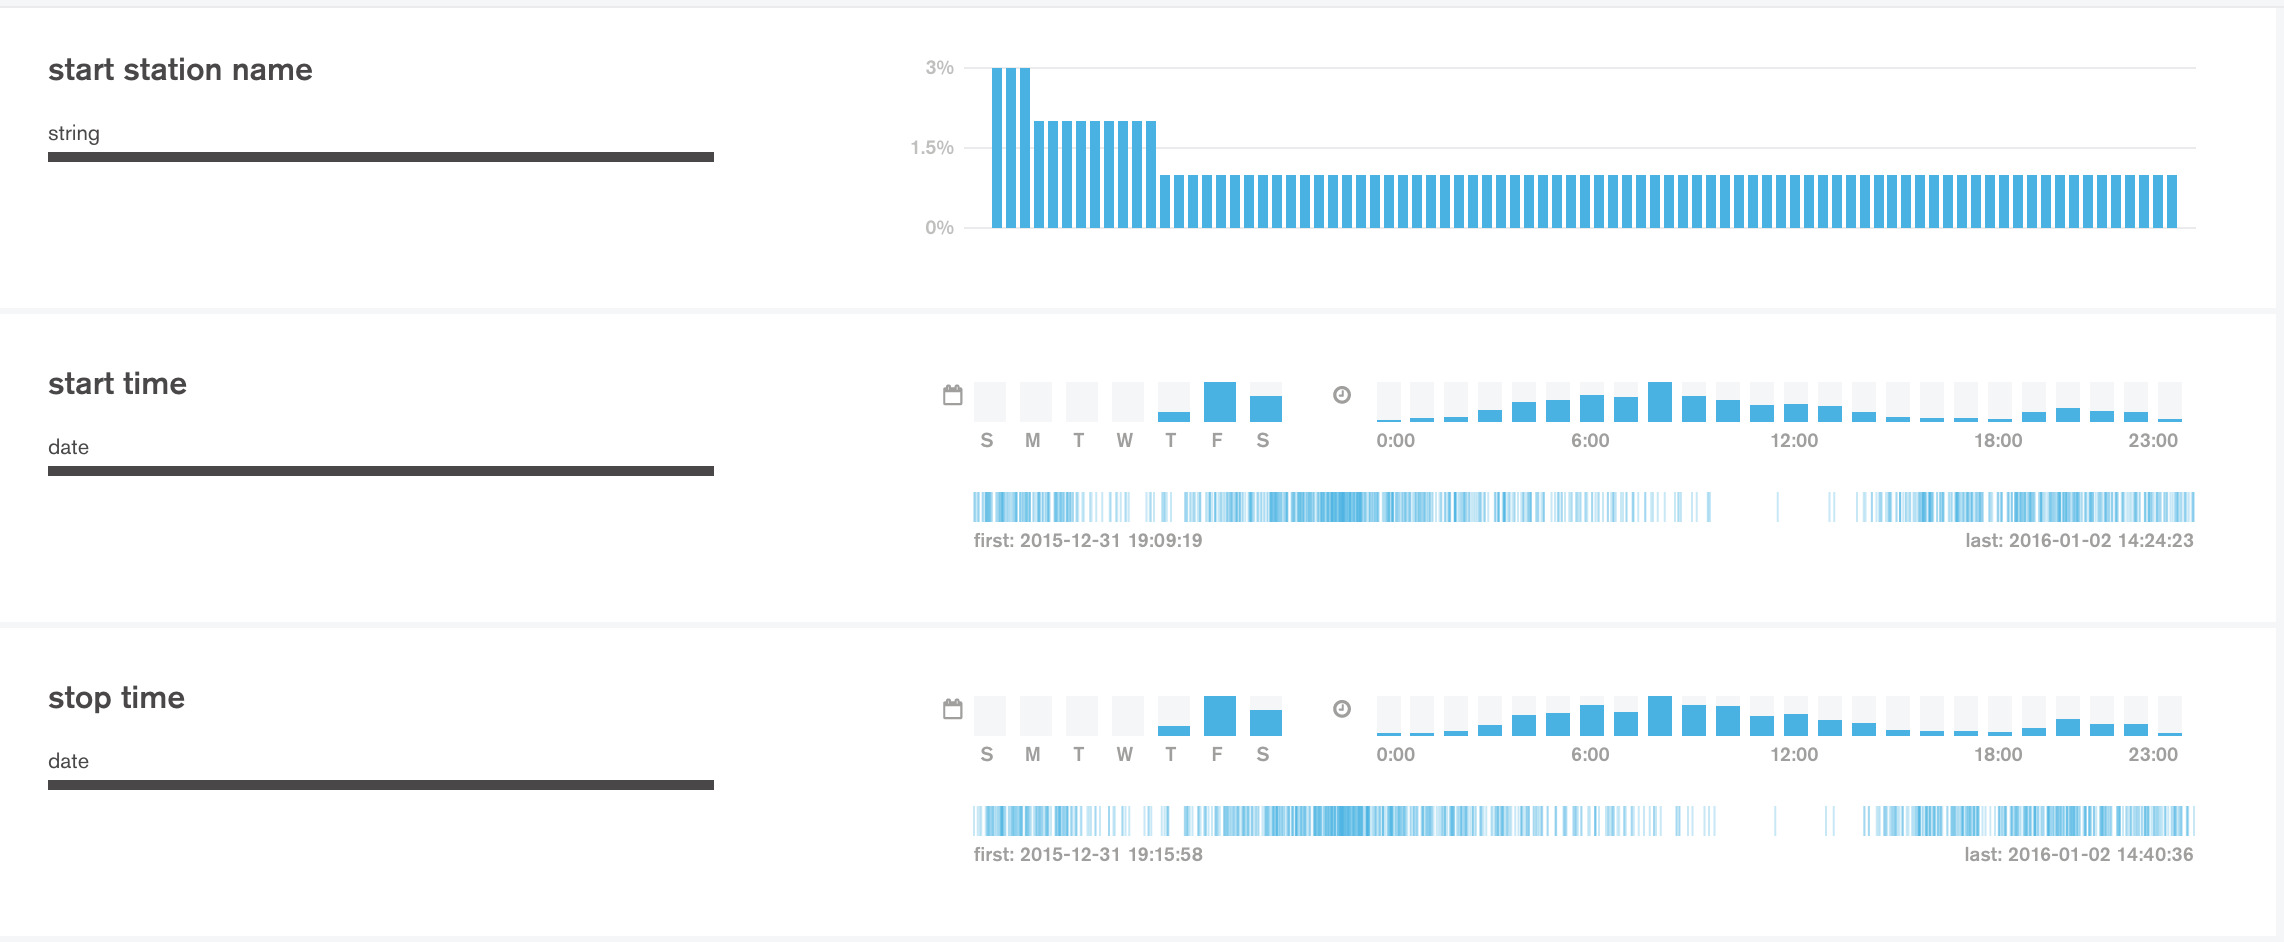 start station name
string
3%
1.5%
0%
start time
date
S M T W T F S
0:00 6:00 12:00 18:00 23:00
first: 2015-12-31 19:09:19
last: 2016-01-02 14:24:23
stop time
date
S M T W T F S
0:00 6:00 12:00 18:00 23:00
first: 2015-12-31 19:15:58
last: 2016-01-02 14:40:36